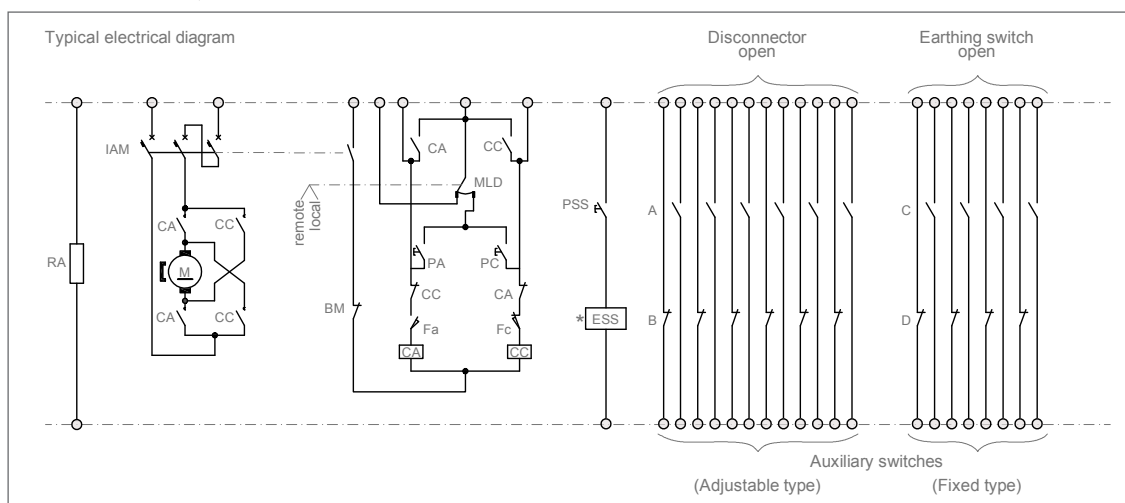 Typical electrical diagram
Disconnector
open
Earthing switch
open
IAM
CA
CC
MLD
remote
local
CA
CC
PSS
A
C
RA
M
PA
PC
CC
CA
BM
CA
CC
Fa
Fc
* ESS
B
D
CA
CC
Auxiliary switches
(Adjustable type)
(Fixed type)